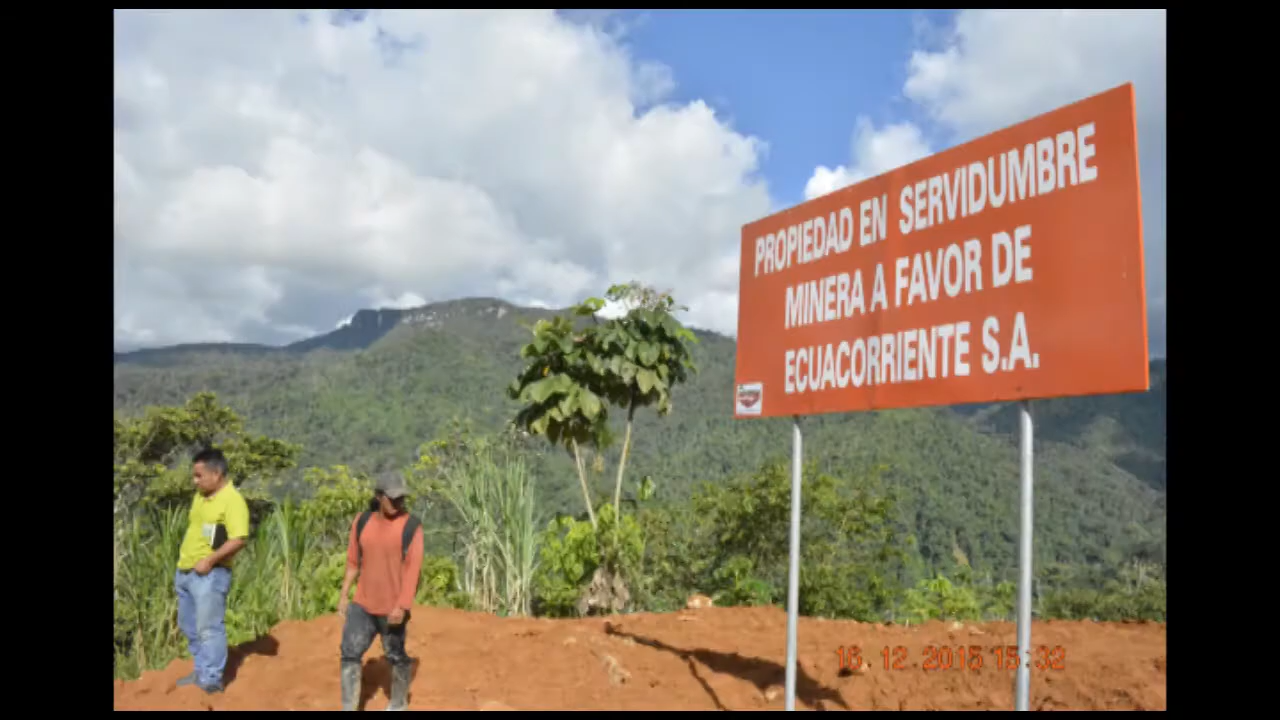 PROPIEDAD EN SERVIDUMBRE
MINERA A FAVOR DE
ECUACORRIENTE S.A.
16.12.2015 15:32